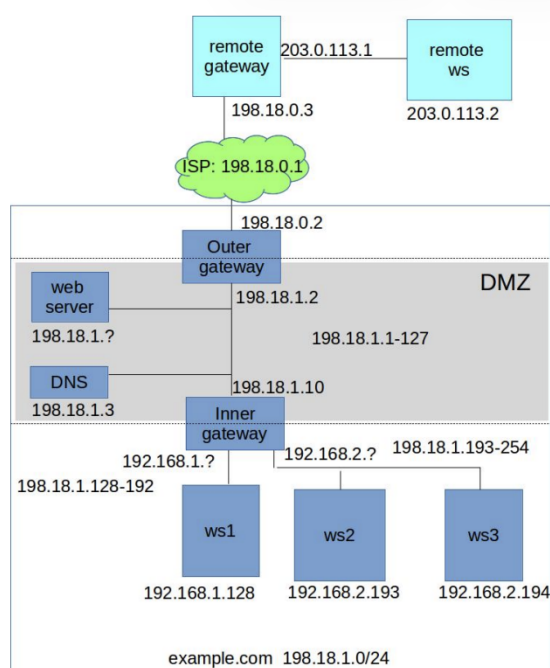 remote
gateway
203.0.113.1
remote
ws
203.0.113.2
198.18.0.3
ISP: 198.18.0.1
198.18.0.2
Outer
gateway
DMZ
web
server
198.18.1.2
198.18.1.?
198.18.1.1-127
DNS
198.18.1.3
198.18.1.10
Inner
gateway
192.168.1.?
192.168.2.?
198.18.1.193-254
198.18.1.128-192
ws1
ws2
ws3
192.168.1.128
192.168.2.193
192.168.2.194
example.com 198.18.1.0/24